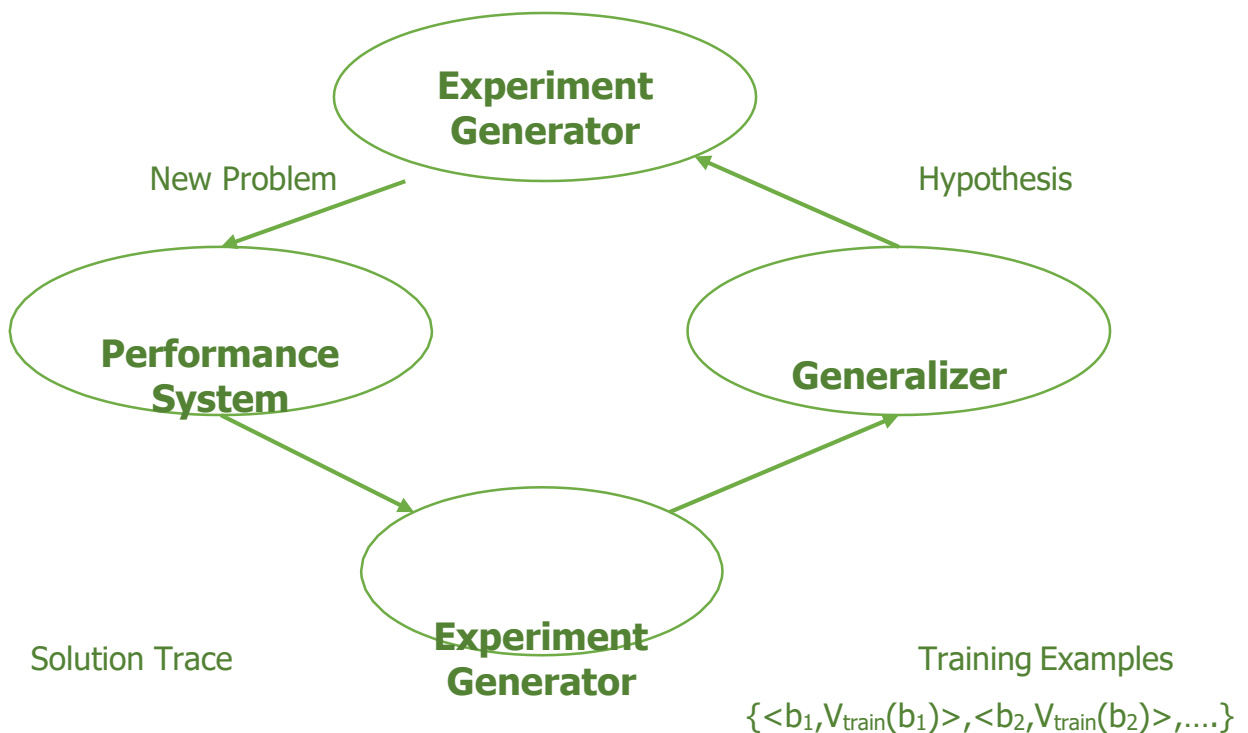 Experiment
Generator
New Problem
Hypothesis
Performance
System
Generalizer
Experiment
Generator
Solution Trace
Training Examples
{<b₁,Vtrain(b₁)>,<b₂,Vtrain(b₂)>,....}